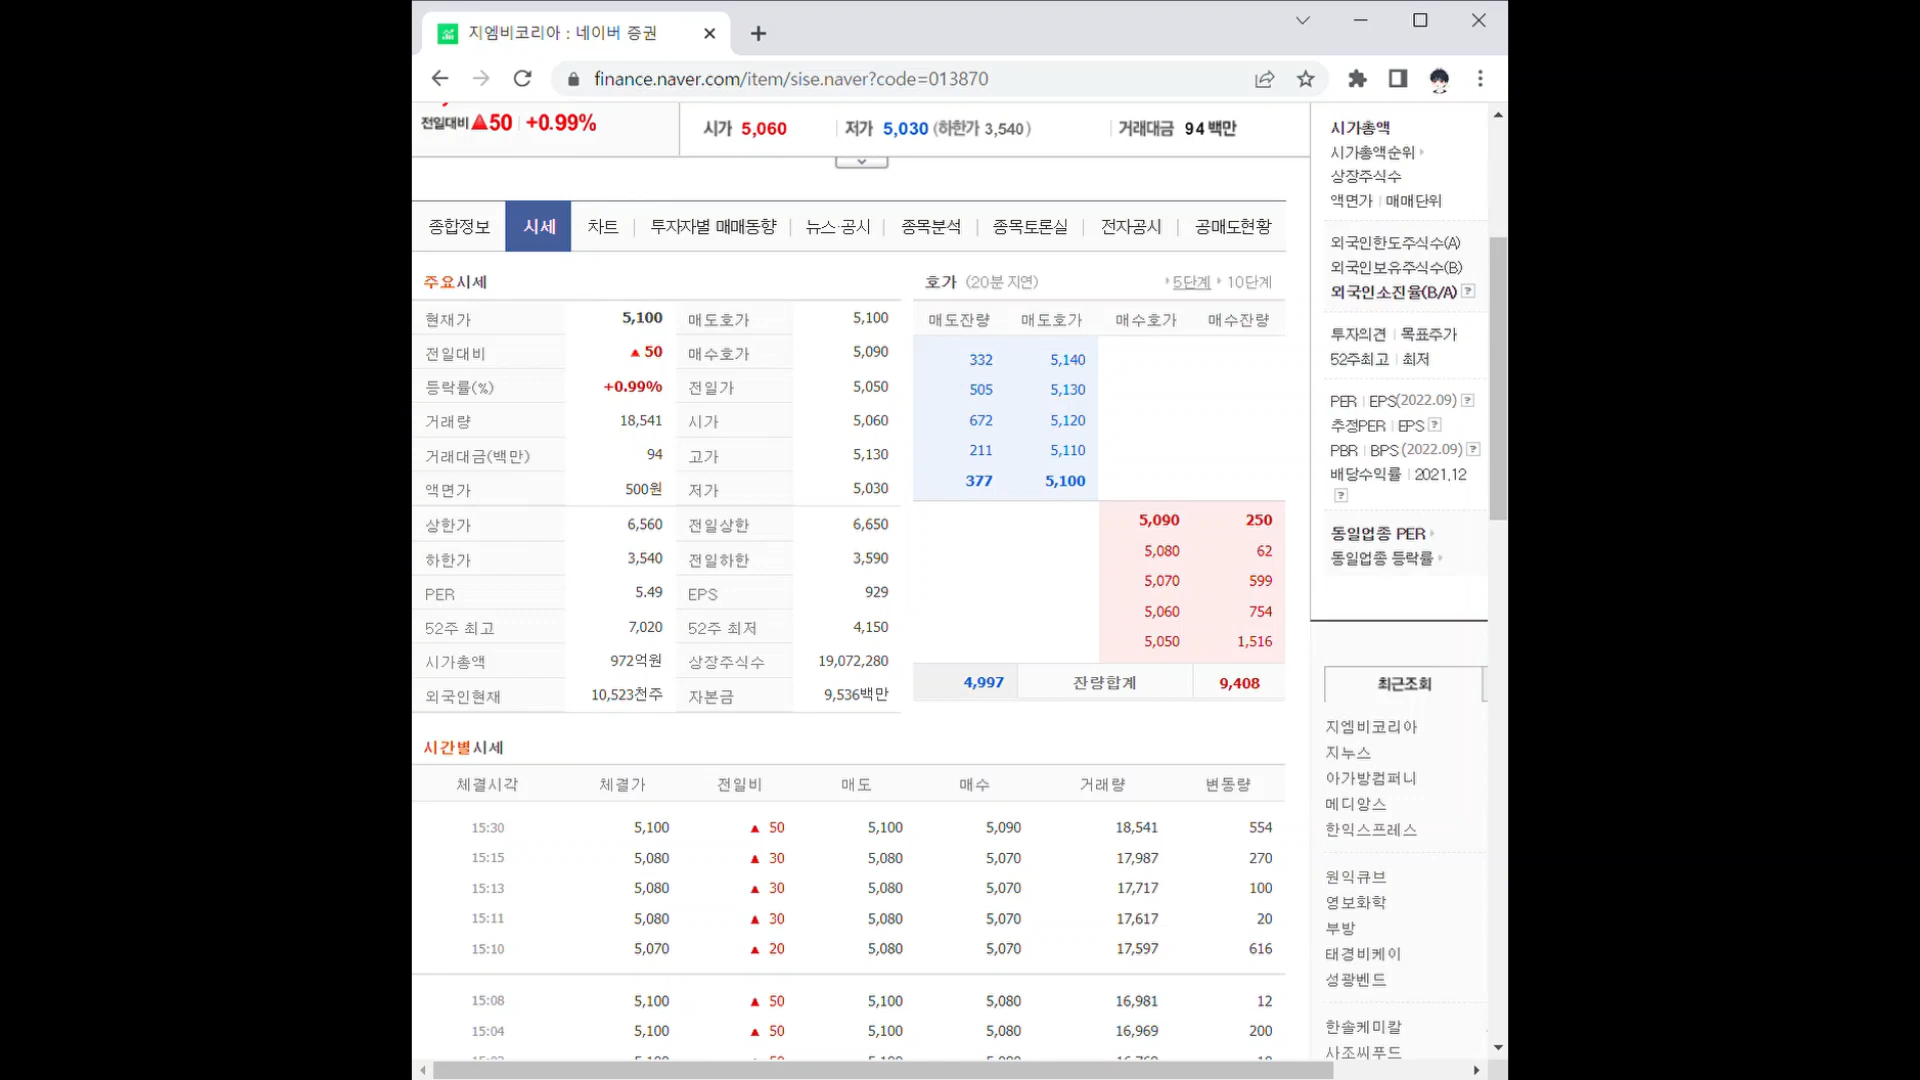 지엠비코리아 : 네이버 증권
finance.naver.com/item/sise.naver?code=013870
전일대비 ▲50 +0.99%
시가 5,060 저가 5,030 (하한가 3,540) 거래대금 94 백만
종합정보 시세 차트 투자자별 매매동향 뉴스·공시 종목분석 종목토론실 전자공시 공매도현황
주요시세
현재가 5,100 매도호가 5,100
전일대비 ▲ 50 매수호가 5,090
등락률(%) +0.99% 전일가 5,050
거래량 18,541 시가 5,060
거래대금(백만) 94 고가 5,130
액면가 500원 저가 5,030
상한가 6,560 전일상한 6,650
하한가 3,540 전일하한 3,590
PER 5.49 EPS 929
52주 최고 7,020 52주 최저 4,150
시가총액 972억원 상장주식수 19,072,280
외국인현재 10,523천주 자본금 9,536백만
호가 (20분 지연) 5단계 10단계
매도잔량 매도호가 매수호가 매수잔량
332 5,140
505 5,130
672 5,120
211 5,110
377 5,100
5,090 250
5,080 62
5,070 599
5,060 754
5,050 1,516
4,997 잔량합계 9,408
시간별시세
체결시각 체결가 전일비 매도 매수 거래량 변동량
15:30 5,100 ▲ 50 5,100 5,090 18,541 554
15:15 5,080 ▲ 30 5,080 5,070 17,987 270
15:13 5,080 ▲ 30 5,080 5,070 17,717 100
15:11 5,080 ▲ 30 5,080 5,070 17,617 20
15:10 5,070 ▲ 20 5,080 5,070 17,597 616
15:08 5,100 ▲ 50 5,100 5,080 16,981 12
15:04 5,100 ▲ 50 5,100 5,080 16,969 200
시가총액
시가총액순위
상장주식수
액면가 | 매매단위
외국인한도주식수(A)
외국인보유주식수(B)
외국인소진율(B/A) ?
투자의견 | 목표주가
52주최고 | 최저
PER | EPS(2022.09) ?
추정PER | EPS ?
PBR | BPS (2022.09) ?
배당수익률 | 2021.12
?
동일업종 PER
동일업종 등락률
최근조회
지엠비코리아
지누스
아가방컴퍼니
메디앙스
한익스프레스
원익큐브
영보화학
부방
태경비케이
성광벤드
한솔케미칼
사조씨푸드